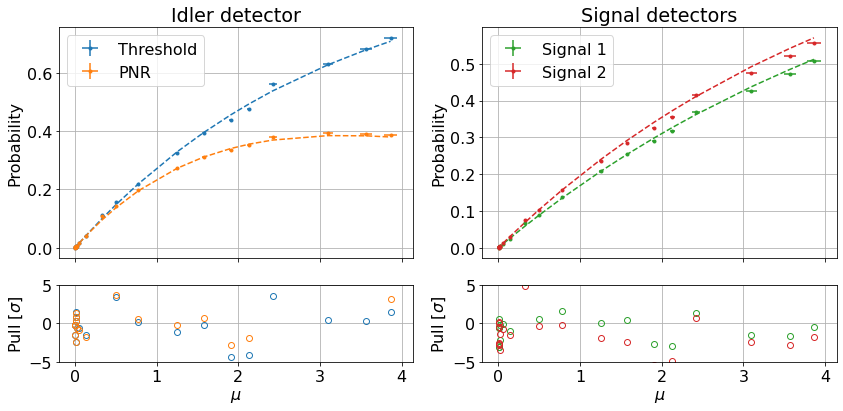 Idler detector
Threshold
PNR
Probability
0.6
0.4
0.2
0.0
Pull [σ]
5
0
−5
0
1
2
3
4
μ
Signal detectors
Signal 1
Signal 2
Probability
0.5
0.4
0.3
0.2
0.1
0.0
Pull [σ]
5
0
−5
0
1
2
3
4
μ